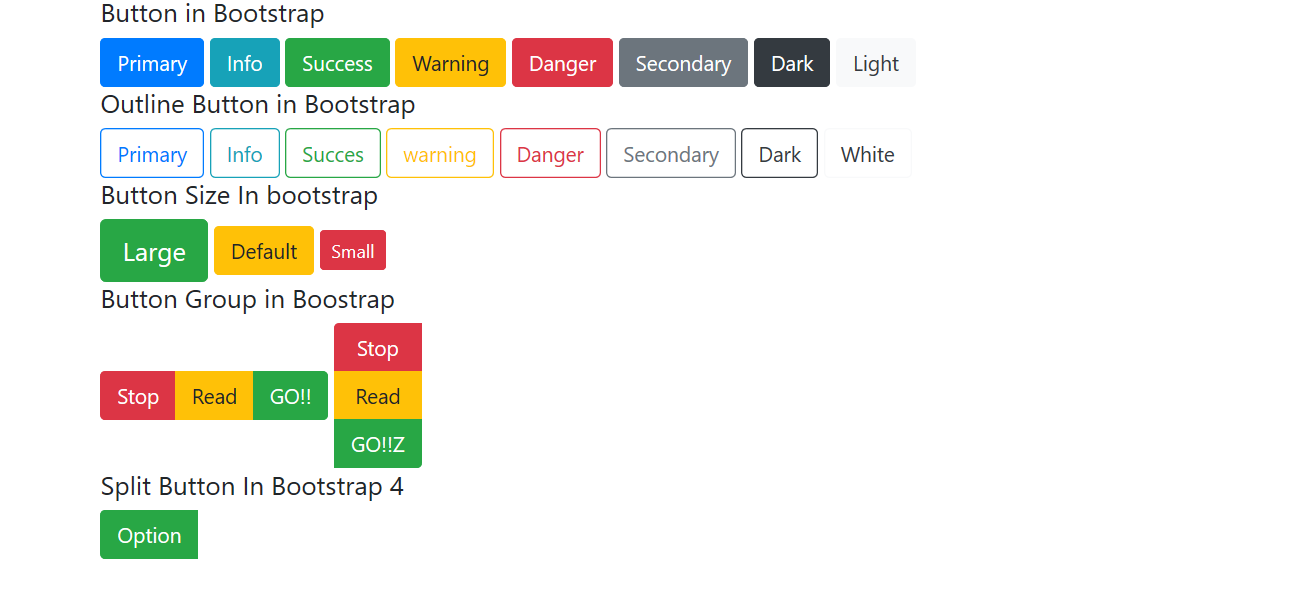 Button in Bootstrap
Primary Info Success Warning Danger Secondary Dark Light
Outline Button in Bootstrap
Primary Info Succes warning Danger Secondary Dark White
Button Size In bootstrap
Large Default Small
Button Group in Boostrap
Stop
Stop Read GO!! Read
GO!!Z
Split Button In Bootstrap 4
Option